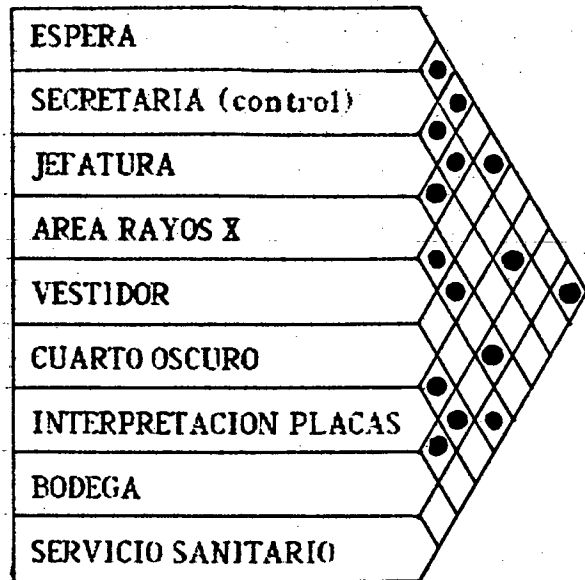 ESPERA
SECRETARIA (control)
JEFATURA
AREA RAYOS X
VESTIDOR
CUARTO OSCURO
INTERPRETACION PLACAS
BODEGA
SERVICIO SANITARIO